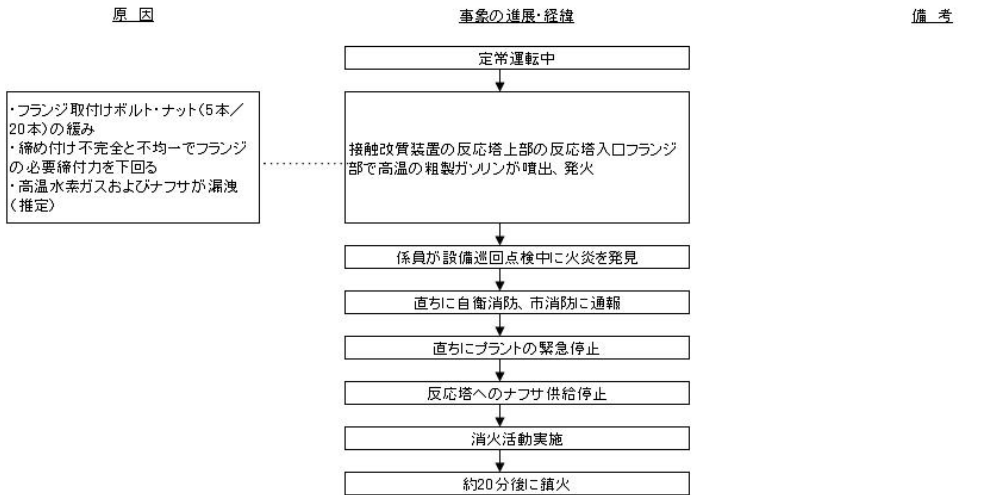 原　因
事象の進展・経緯
備　考
定常運転中
・フランジ取付けボルト・ナット(5本／
20本)の緩み
・締め付け不完全と不均一でフランジ
の必要締付力を下回る
・高温水素ガスおよびナフサが漏洩
(推定)
接触改質装置の反応塔上部の反応塔入口フランジ
部で高温の粗製ガソリンが噴出、発火
係員が設備巡回点検中に火炎を発見
直ちに自衛消防、市消防に通報
直ちにプラントの緊急停止
反応塔へのナフサ供給停止
消火活動実施
約20分後に鎮火